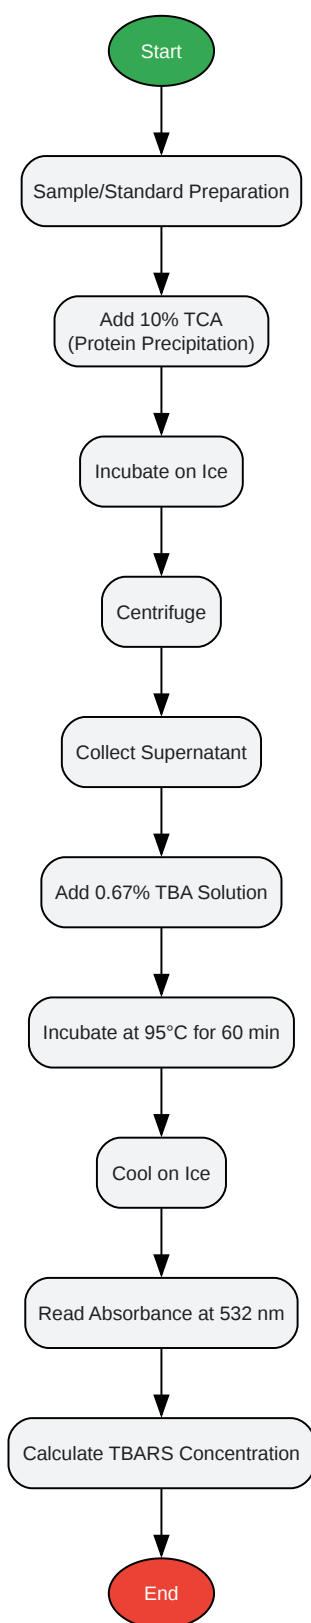 Start
Sample/Standard Preparation
Add 10% TCA
(Protein Precipitation)
Incubate on Ice
Centrifuge
Collect Supernatant
Add 0.67% TBA Solution
Incubate at 95°C for 60 min
Cool on Ice
Read Absorbance at 532 nm
Calculate TBARS Concentration
End